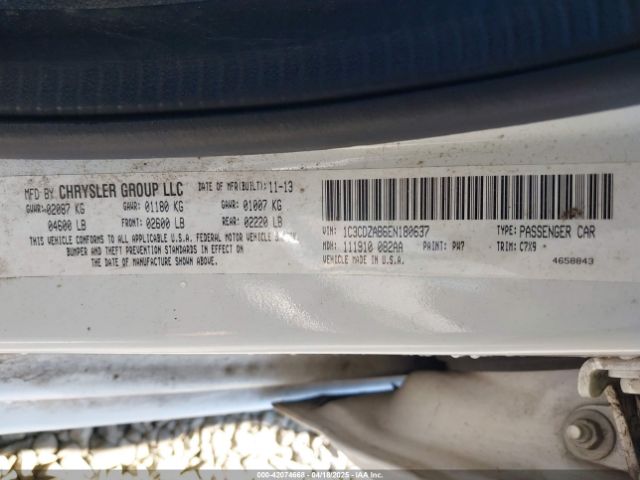 MFD BY CHRYSLER GROUP LLC DATE OF MFR(BUILT) 11-13
GVWR:02087 KG GAWR: 01180 KG GAWR: 01007 KG
04600 LB FRONT: 02600 LB REAR: 02220 LB
THIS VEHICLE CONFORMS TO ALL APPLICABLE U.S.A. FEDERAL MOTOR VEHICLE SAFETY,
BUMPER AND THEFT PREVENTION STANDARDS IN EFFECT ON
THE DATE OF MANUFACTURE SHOWN ABOVE.
VIN: 1C3CDZAB6EN180637 TYPE: PASSENGER CAR
MDH: 111910 082AA PAINT: PW7 TRIM: C7X9
VEHICLE MADE IN U.S.A. 4658843
000-42074668 - 04/18/2025 - IAAI.COM